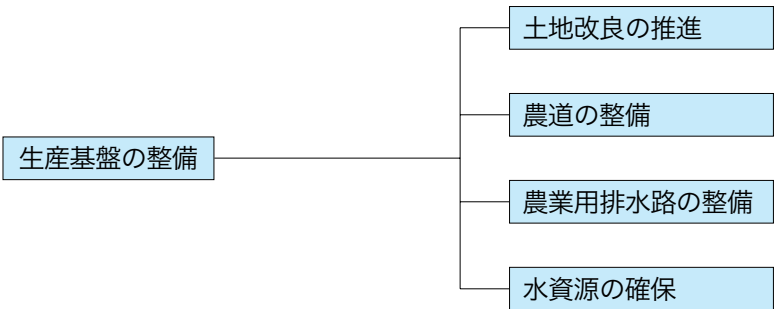 生産基盤の整備
土地改良の推進
農道の整備
農業用排水路の整備
水資源の確保